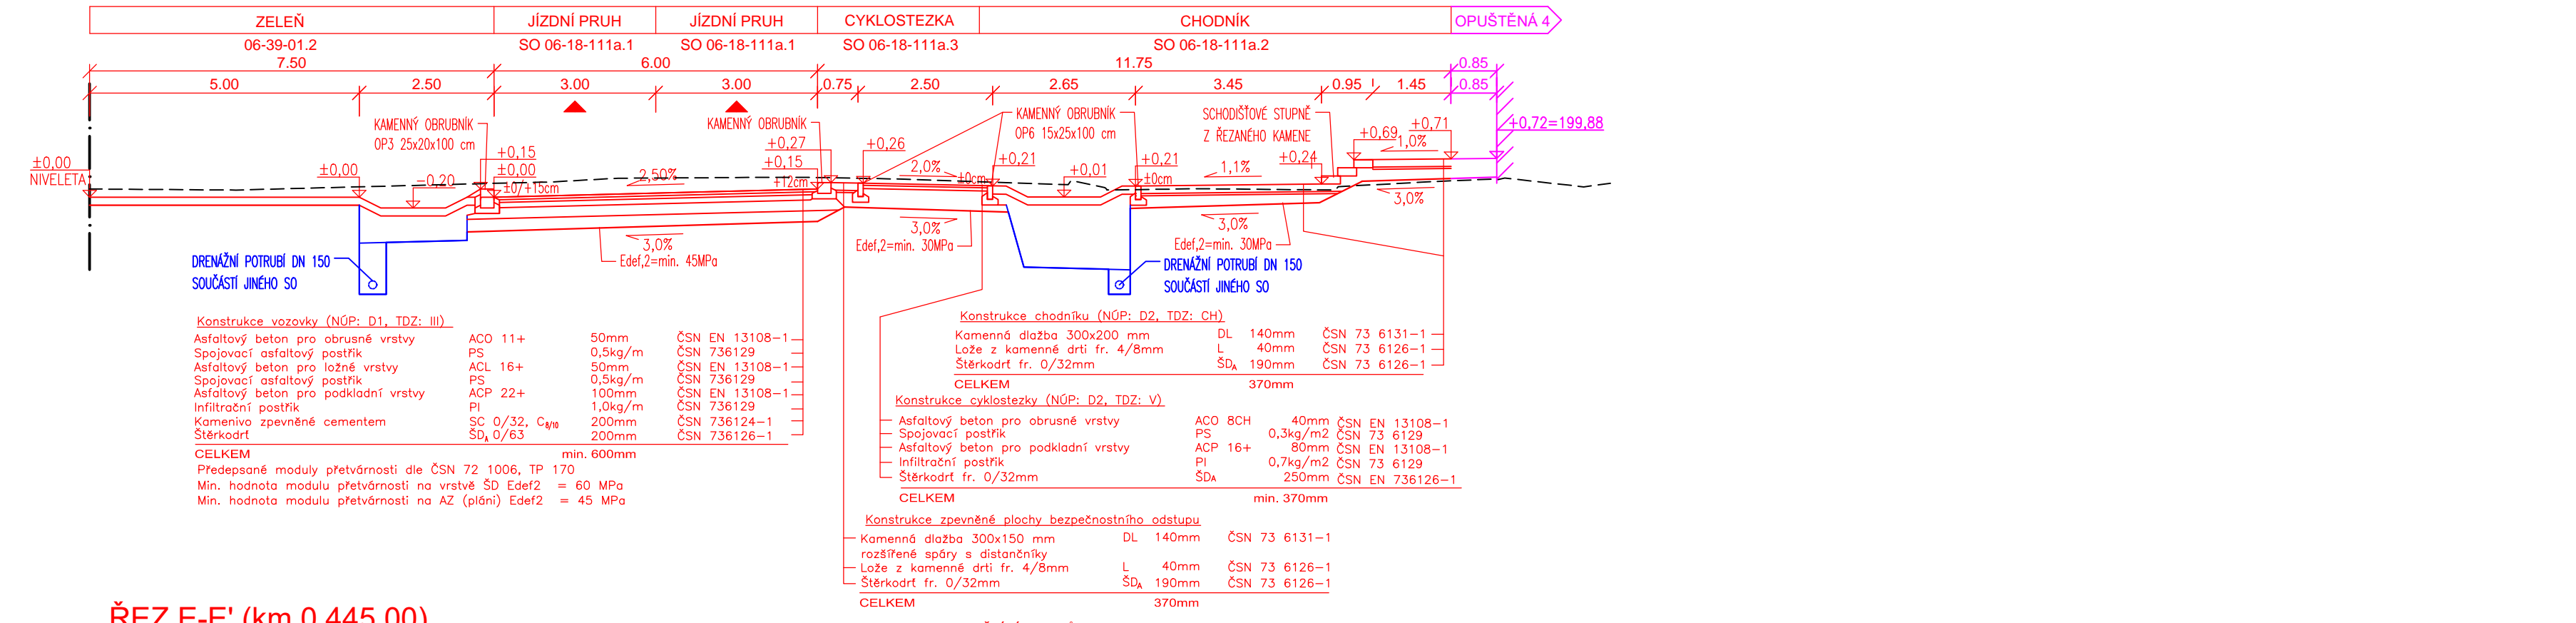 ZELEŇ JÍZDNÍ PRUH JÍZDNÍ PRUH CYKLOSTEZKA CHODNÍK OPUŠTĚNÁ 4
06-39-01.2 SO 06-18-111a.1 SO 06-18-111a.1 SO 06-18-111a.3 SO 06-18-111a.2
7.50 6.00 11.75 0.85
5.00 2.50 3.00 3.00 0.75 2.50 2.65 3.45 0.95 1.45 0.85
KAMENNÝ OBRUBNÍK
OP3 25x20x100 cm
KAMENNÝ OBRUBNÍK
KAMENNÝ OBRUBNÍK
OP6 15x25x100 cm
SCHODIŠŤOVÉ STUPNĚ
Z ŘEZANÉHO KAMENE
+0,72=199,88
±0,00
NIVELETA
±0,00
-0,20
+0,15
±0,00
±0/+15cm
2,50%
+0,27
+0,15
+12cm
+0,26
2,0%
±0cm
+0,21
+0,01
+0,21
±0cm
1,1%
+0,24
+0,69
+0,71
1,0%
3,0%
3,0%
Edef,2=min. 45MPa
3,0%
Edef,2=min. 30MPa
3,0%
Edef,2=min. 30MPa
DRENÁŽNÍ POTRUBÍ DN 150
SOUČÁSTÍ JINÉHO SO
DRENÁŽNÍ POTRUBÍ DN 150
SOUČÁSTÍ JINÉHO SO
Konstrukce vozovky (NÚP: D1, TDZ: III)
Asfaltový beton pro obrusné vrstvy ACO 11+ 50mm ČSN EN 13108-1
Spojovací asfaltový postřik PS 0,5kg/m ČSN 736129
Asfaltový beton pro ložné vrstvy ACL 16+ 50mm ČSN EN 13108-1
Spojovací asfaltový postřik PS 0,5kg/m ČSN 736129
Asfaltový beton pro podkladní vrstvy ACP 22+ 100mm ČSN EN 13108-1
Infiltrační postřik PI 1,0kg/m ČSN 736129
Kamenivo zpevněné cementem SC 0/32, C8/10 200mm ČSN 736124-1
Štěrkodrť ŠDA 0/63 200mm ČSN 736126-1
CELKEM min. 600mm
Předepsané moduly přetvárnosti dle ČSN 72 1006, TP 170
Min. hodnota modulu přetvárnosti na vrstvě ŠD Edef2 = 60 MPa
Min. hodnota modulu přetvárnosti na AZ (pláni) Edef2 = 45 MPa
Konstrukce chodníku (NÚP: D2, TDZ: CH)
Kamenná dlažba 300x200 mm DL 140mm ČSN 73 6131-1
Lože z kamenné drti fr. 4/8mm L 40mm ČSN 73 6126-1
Štěrkodrť fr. 0/32mm ŠDA 190mm ČSN 73 6126-1
CELKEM 370mm
Konstrukce cyklostezky (NÚP: D2, TDZ: V)
Asfaltový beton pro obrusné vrstvy ACO 8CH 40mm ČSN EN 13108-1
Spojovací postřik PS 0,3kg/m2 ČSN 73 6129
Asfaltový beton pro podkladní vrstvy ACP 16+ 80mm ČSN EN 13108-1
Infiltrační postřik PI 0,7kg/m2 ČSN 73 6129
Štěrkodrť fr. 0/32mm ŠDA 250mm ČSN EN 736126-1
CELKEM min. 370mm
Konstrukce zpevněné plochy bezpečnostního odstupu
Kamenná dlažba 300x150 mm DL 140mm ČSN 73 6131-1
rozšířené spáry s distančníky
Lože z kamenné drti fr. 4/8mm L 40mm ČSN 73 6126-1
Štěrkodrť fr. 0/32mm ŠDA 190mm ČSN 73 6126-1
CELKEM 370mm
ŘEZ E-E' (km 0,445 00)